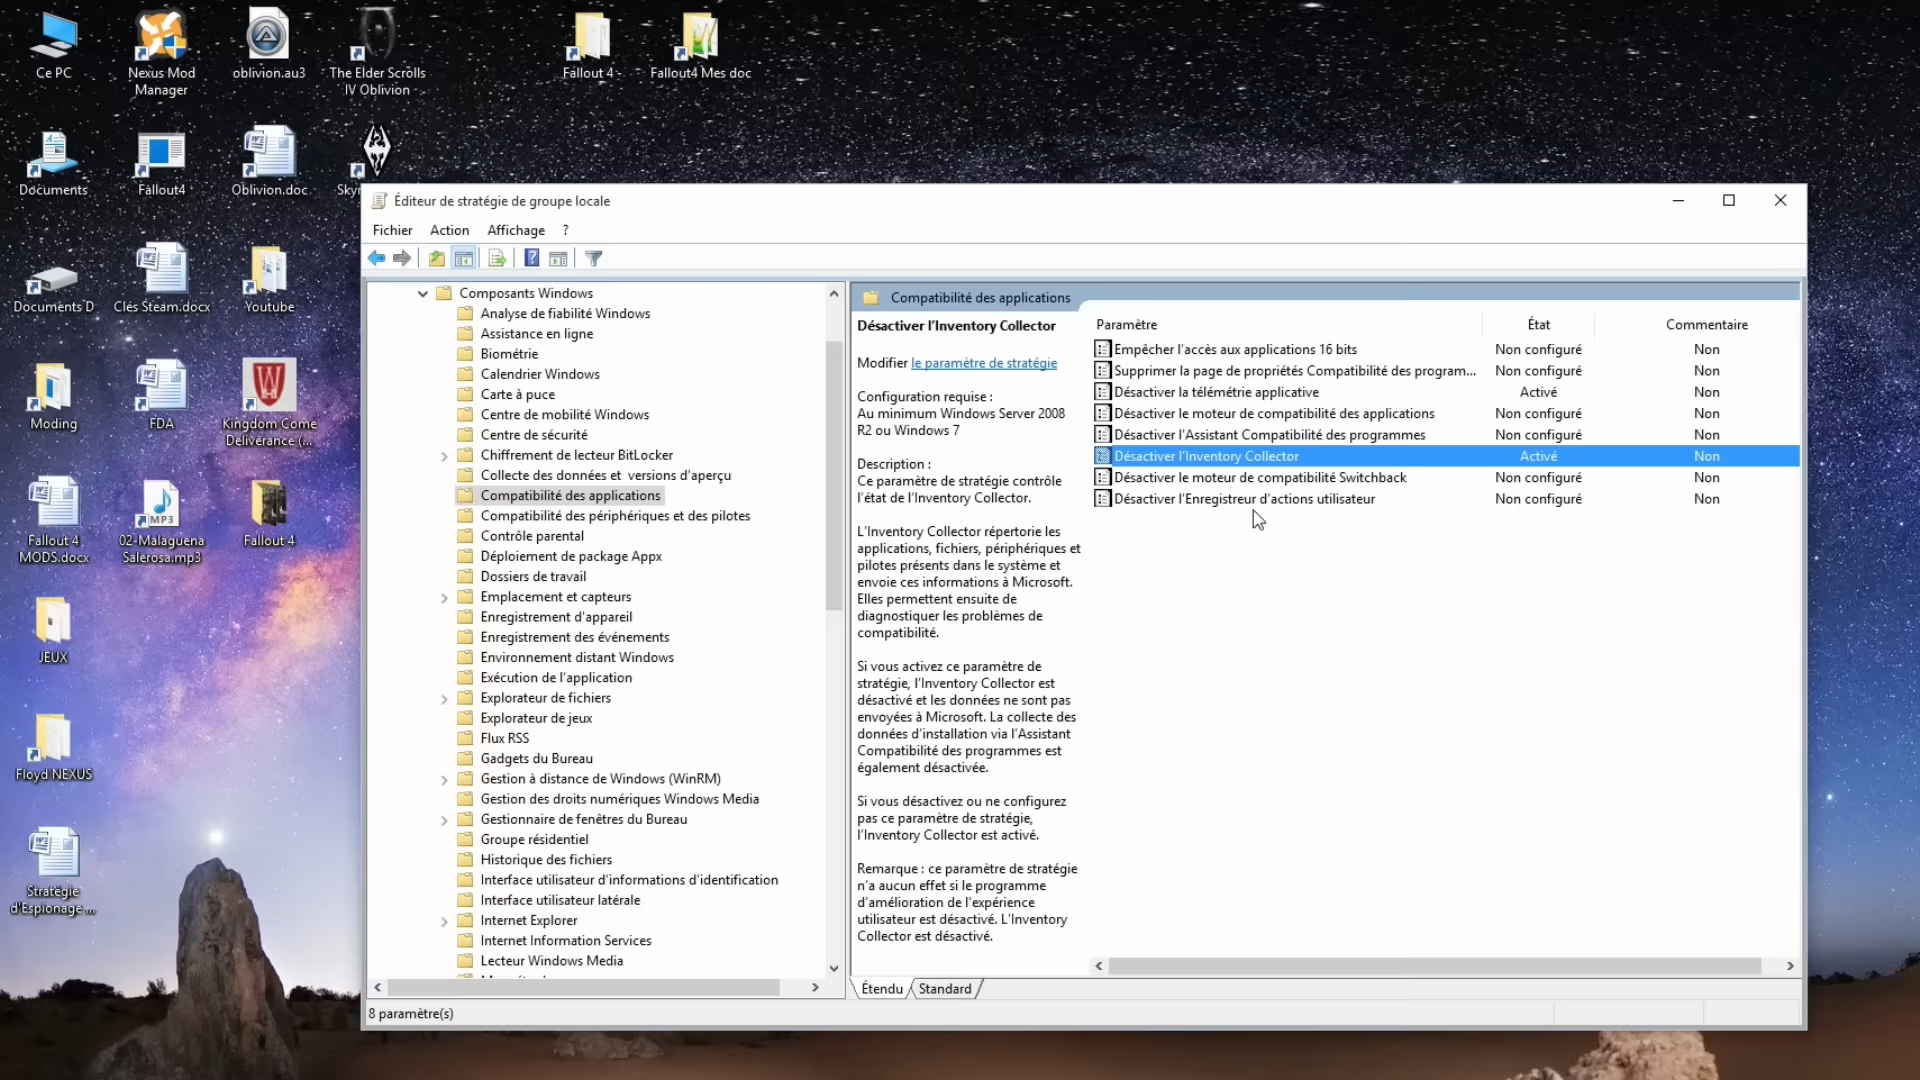 Ce PC
Nexus Mod
Manager
oblivion.au3
The Elder Scrolls
IV Oblivion
Fallout 4 -
Fallout4 Mes doc
Documents
Fallout4
Oblivion.doc
Documents D
Clés Steam.docx
Youtube
Moding
FDA
Kingdom Come
Deliverance (...
Fallout 4
MODS.docx
MP3
02-Malaguena
Salerosa.mp3
Fallout 4
JEUX
Floyd NEXUS
Stratégie
d'Espionage ...
Éditeur de stratégie de groupe locale
Fichier Action Affichage ?
Composants Windows
Analyse de fiabilité Windows
Assistance en ligne
Biométrie
Calendrier Windows
Carte à puce
Centre de mobilité Windows
Centre de sécurité
Chiffrement de lecteur BitLocker
Collecte des données et versions d'aperçu
Compatibilité des applications
Compatibilité des périphériques et des pilotes
Contrôle parental
Déploiement de package Appx
Dossiers de travail
Emplacement et capteurs
Enregistrement d'appareil
Enregistrement des événements
Environnement distant Windows
Exécution de l'application
Explorateur de fichiers
Explorateur de jeux
Flux RSS
Gadgets du Bureau
Gestion à distance de Windows (WinRM)
Gestion des droits numériques Windows Media
Gestionnaire de fenêtres du Bureau
Groupe résidentiel
Historique des fichiers
Interface utilisateur d'informations d'identification
Interface utilisateur latérale
Internet Explorer
Internet Information Services
Lecteur Windows Media
Compatibilité des applications
Désactiver l'Inventory Collector
Modifier le paramètre de stratégie
Configuration requise :
Au minimum Windows Server 2008
R2 ou Windows 7
Description :
Ce paramètre de stratégie contrôle
l'état de l'Inventory Collector.
L'Inventory Collector répertorie les
applications, fichiers, périphériques et
pilotes présents dans le système et
envoie ces informations à Microsoft.
Elles permettent ensuite de
diagnostiquer les problèmes de
compatibilité.
Si vous activez ce paramètre de
stratégie, l'Inventory Collector est
désactivé et les données ne sont pas
envoyées à Microsoft. La collecte des
données d'installation via l'Assistant
Compatibilité des programmes est
également désactivée.
Si vous désactivez ou ne configurez
pas ce paramètre de stratégie,
l'Inventory Collector est activé.
Remarque : ce paramètre de stratégie
n'a aucun effet si le programme
d'amélioration de l'expérience
utilisateur est désactivé. L'Inventory
Collector est désactivé.
Paramètre État Commentaire
Empêcher l'accès aux applications 16 bits Non configuré Non
Supprimer la page de propriétés Compatibilité des program... Non configuré Non
Désactiver la télémétrie applicative Activé Non
Désactiver le moteur de compatibilité des applications Non configuré Non
Désactiver l'Assistant Compatibilité des programmes Non configuré Non
Désactiver l'Inventory Collector Activé Non
Désactiver le moteur de compatibilité Switchback Non configuré Non
Désactiver l'Enregistreur d'actions utilisateur Non configuré Non
Étendu Standard
8 paramètre(s)